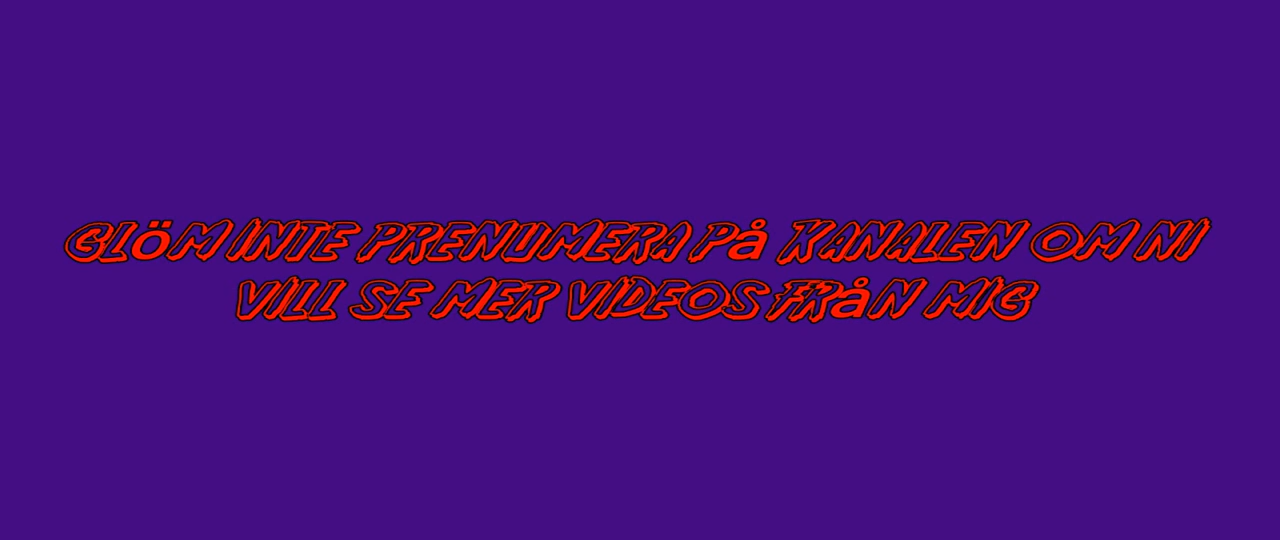 GLÖM INTE PRENUMERA PÅ KANALEN OM NI
VILL SE MER VIDEOS FRÅN MIG